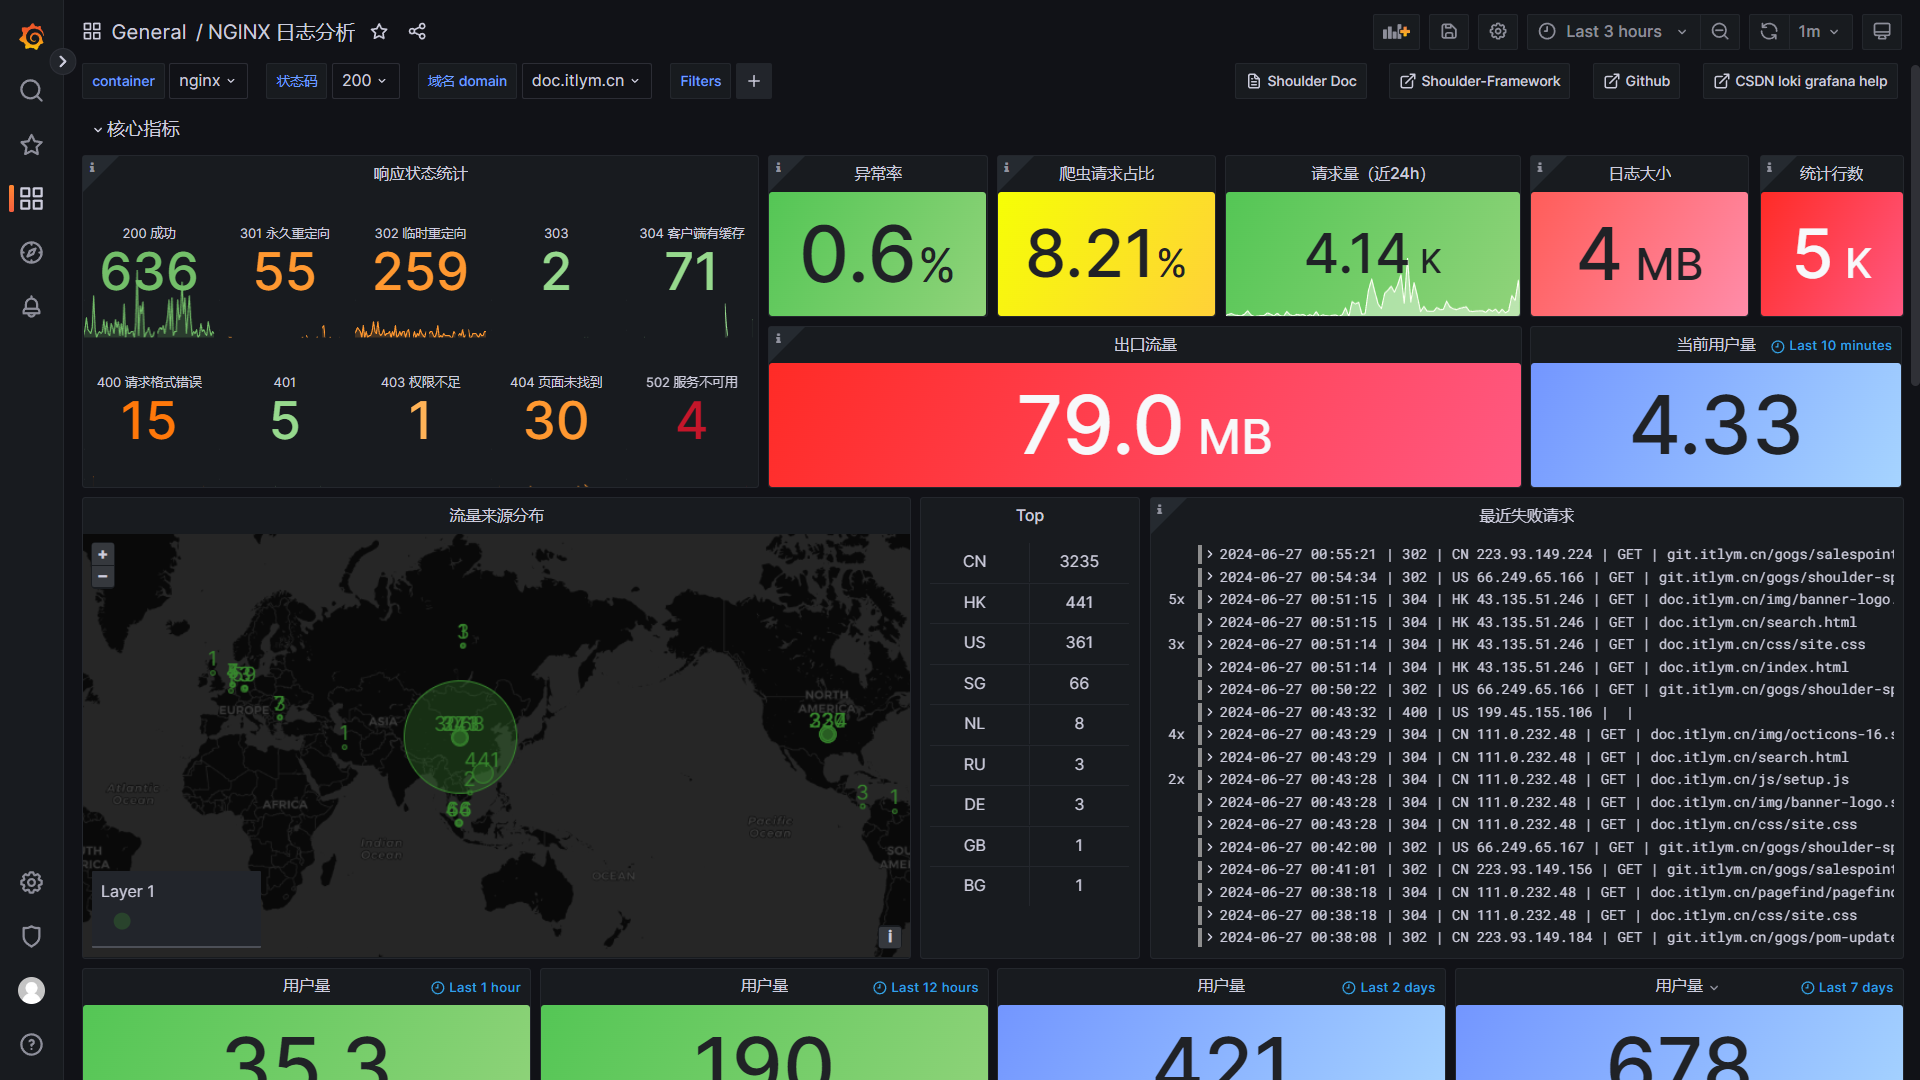 General / NGINX 日志分析
Last 3 hours
1m
container nginx 状态码 200 域名 domain doc.itlym.cn Filters +
Shoulder Doc Shoulder-Framework Github CSDN loki grafana help
核心指标
响应状态统计
200 成功 301 永久重定向 302 临时重定向 303 304 客户端有缓存
636 55 259 2 71
400 请求格式错误 401 403 权限不足 404 页面未找到 502 服务不可用
15 5 1 30 4
异常率
0.6%
爬虫请求占比
8.21%
请求量（近24h）
4.14 K
日志大小
4 MB
统计行数
5 K
出口流量
79.0 MB
当前用户量 Last 10 minutes
4.33
流量来源分布
+
−
1
3
1
441
2
66
3
1
EUROPE
ASIA
NORTH AMERICA
AFRICA
Atlantic Ocean
Indian Ocean
Pacific Ocean
OCEAN
Layer 1
Top
CN 3235
HK 441
US 361
SG 66
NL 8
RU 3
DE 3
GB 1
BG 1
最近失败请求
2024-06-27 00:55:21 | 302 | CN 223.93.149.224 | GET | git.itlym.cn/gogs/salespoint
2024-06-27 00:54:34 | 302 | US 66.249.65.166 | GET | git.itlym.cn/gogs/shoulder-sp
5x 2024-06-27 00:51:15 | 304 | HK 43.135.51.246 | GET | doc.itlym.cn/img/banner-logo.
2024-06-27 00:51:15 | 304 | HK 43.135.51.246 | GET | doc.itlym.cn/search.html
3x 2024-06-27 00:51:14 | 304 | HK 43.135.51.246 | GET | doc.itlym.cn/css/site.css
2024-06-27 00:51:14 | 304 | HK 43.135.51.246 | GET | doc.itlym.cn/index.html
2024-06-27 00:50:22 | 302 | US 66.249.65.166 | GET | git.itlym.cn/gogs/shoulder-sp
2024-06-27 00:43:32 | 400 | US 199.45.155.106 | |
4x 2024-06-27 00:43:29 | 304 | CN 111.0.232.48 | GET | doc.itlym.cn/img/octicons-16.s
2024-06-27 00:43:29 | 304 | CN 111.0.232.48 | GET | doc.itlym.cn/search.html
2x 2024-06-27 00:43:28 | 304 | CN 111.0.232.48 | GET | doc.itlym.cn/js/setup.js
2024-06-27 00:43:28 | 304 | CN 111.0.232.48 | GET | doc.itlym.cn/img/banner-logo.s
2024-06-27 00:43:28 | 304 | CN 111.0.232.48 | GET | doc.itlym.cn/css/site.css
2024-06-27 00:42:00 | 302 | US 66.249.65.167 | GET | git.itlym.cn/gogs/shoulder-sp
2024-06-27 00:41:01 | 302 | CN 223.93.149.156 | GET | git.itlym.cn/gogs/salespoint
2024-06-27 00:38:18 | 304 | CN 111.0.232.48 | GET | doc.itlym.cn/pagefind/pagefind
2024-06-27 00:38:18 | 304 | CN 111.0.232.48 | GET | doc.itlym.cn/css/site.css
2024-06-27 00:38:08 | 302 | CN 223.93.149.184 | GET | git.itlym.cn/gogs/pom-update
用户量 Last 1 hour
35.3
用户量 Last 12 hours
190
用户量 Last 2 days
421
用户量 Last 7 days
678